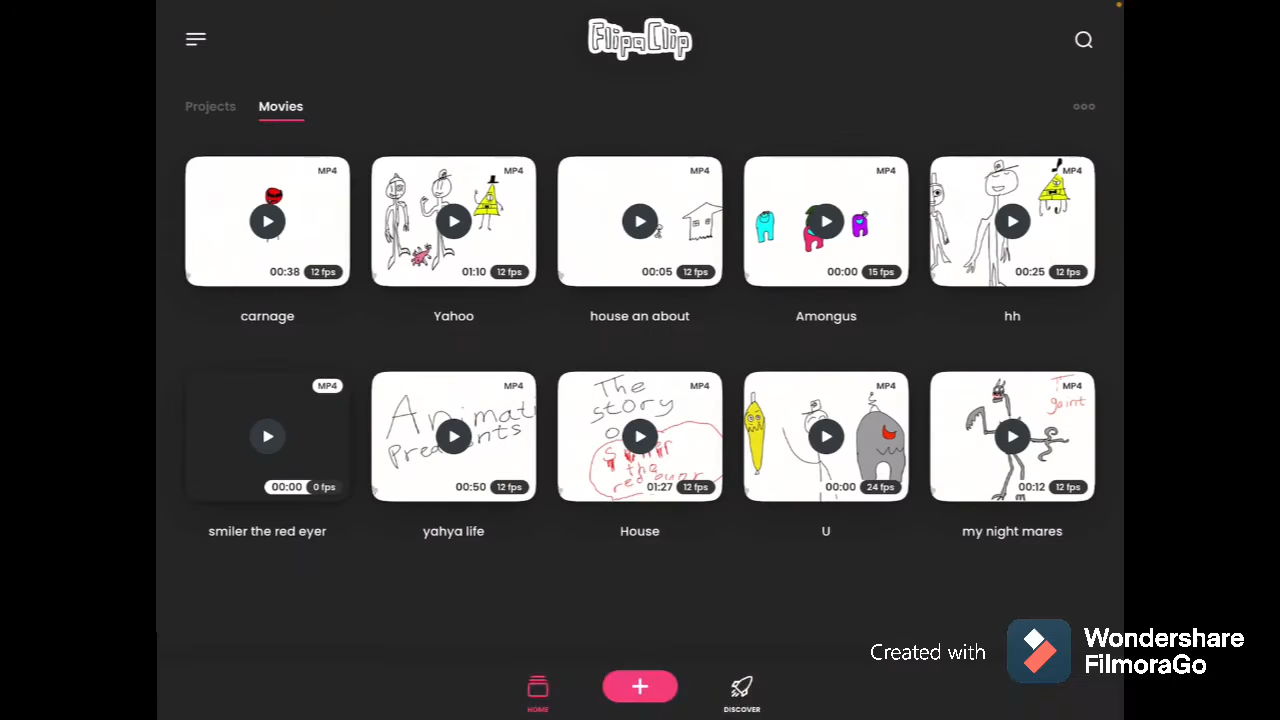 FlipaClip
Projects Movies
MP4 MP4 MP4 MP4 MP4
00:38 12 fps 01:10 12 fps 00:05 12 fps 00:00 15 fps 00:25 12 fps
carnage Yahoo house an about Amongus hh
MP4 MP4 MP4 MP4 MP4
The
story
the
00:00 0 fps 00:50 12 fps 01:27 12 fps 00:00 24 fps 00:12 12 fps
smiler the red eyer yahya life House U my night mares
Created with Wondershare
FilmoraGo
HOME + DISCOVER